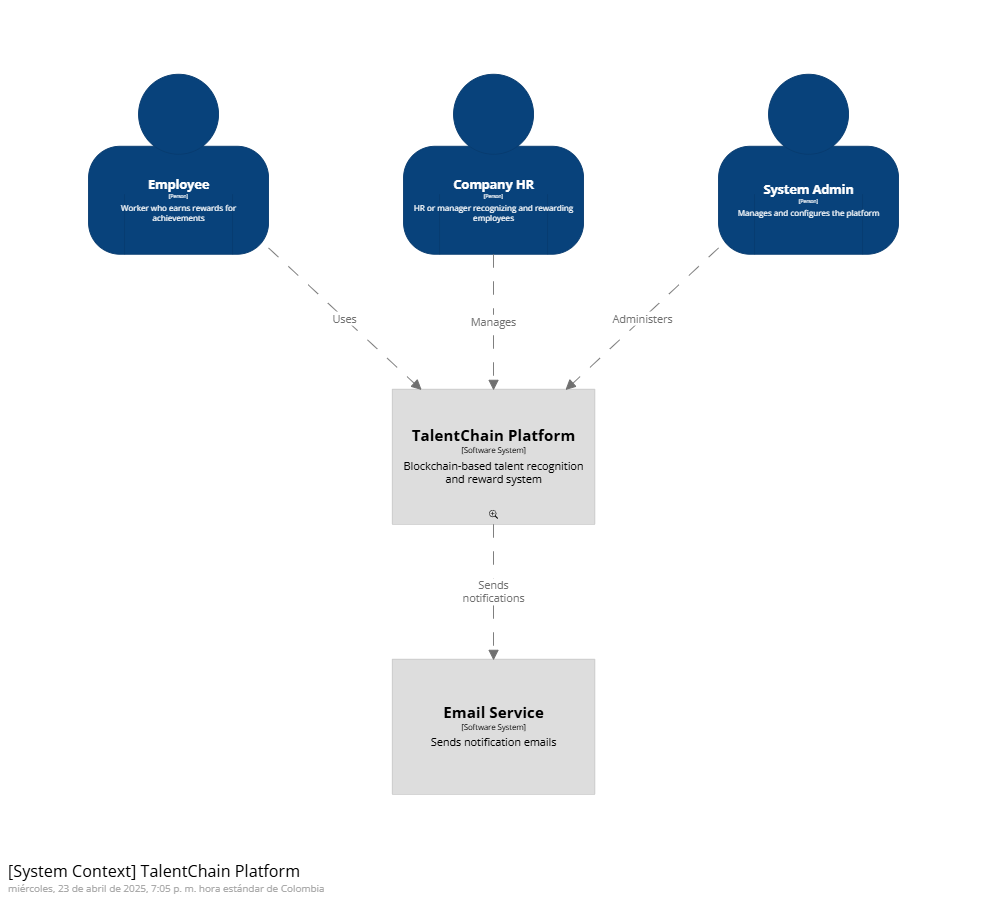 Employee
[Person]
Worker who earns rewards for
achievements
Company HR
[Person]
HR or manager recognizing and rewarding
employees
System Admin
[Person]
Manages and configures the platform
Uses
Manages
Administers
TalentChain Platform
[Software System]
Blockchain-based talent recognition
and reward system
Sends
notifications
Email Service
[Software System]
Sends notification emails
[System Context] TalentChain Platform
miércoles, 23 de abril de 2025, 7:05 p. m. hora estándar de Colombia